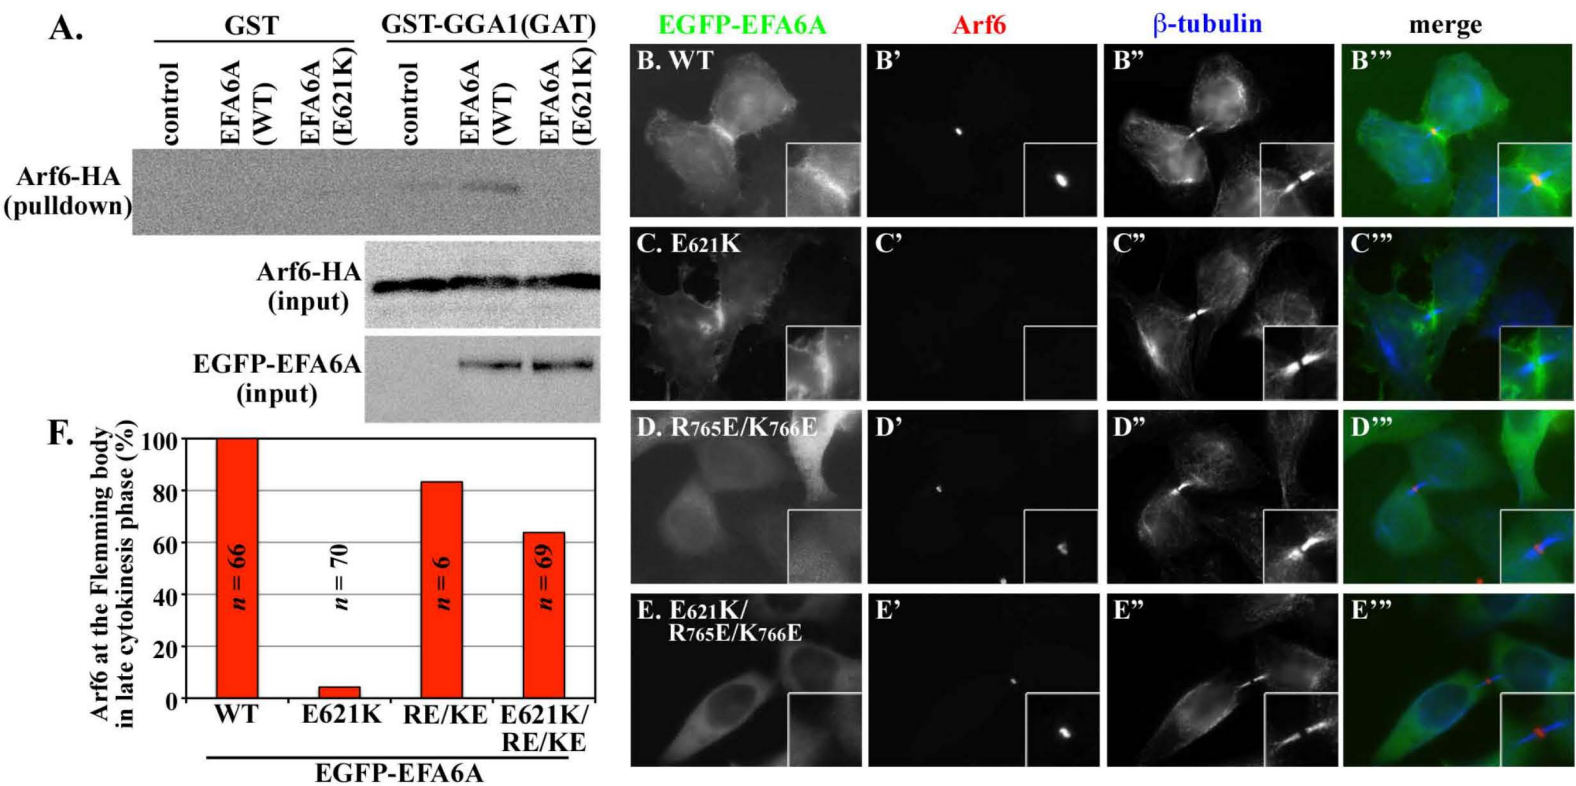 A.
GST
GST-GGA1(GAT)
control
EFA6A
(WT)
EFA6A
(E621K)
control
EFA6A
(WT)
EFA6A
(E621K)
Arf6-HA
(pulldown)
Arf6-HA
(input)
EGFP-EFA6A
(input)
F.
Arf6 at the Flemming body
in late cytokinesis phase (%)
100
80
60
40
20
0
n = 66
n = 70
n = 6
n = 69
WT
E621K
RE/KE
E621K/
RE/KE
EGFP-EFA6A
EGFP-EFA6A
Arf6
β-tubulin
merge
B. WT
B’
B”
B’”
C. E621K
C’
C”
C’”
D. R765E/K766E
D’
D”
D’”
E. E621K/
R765E/K766E
E’
E”
E’”